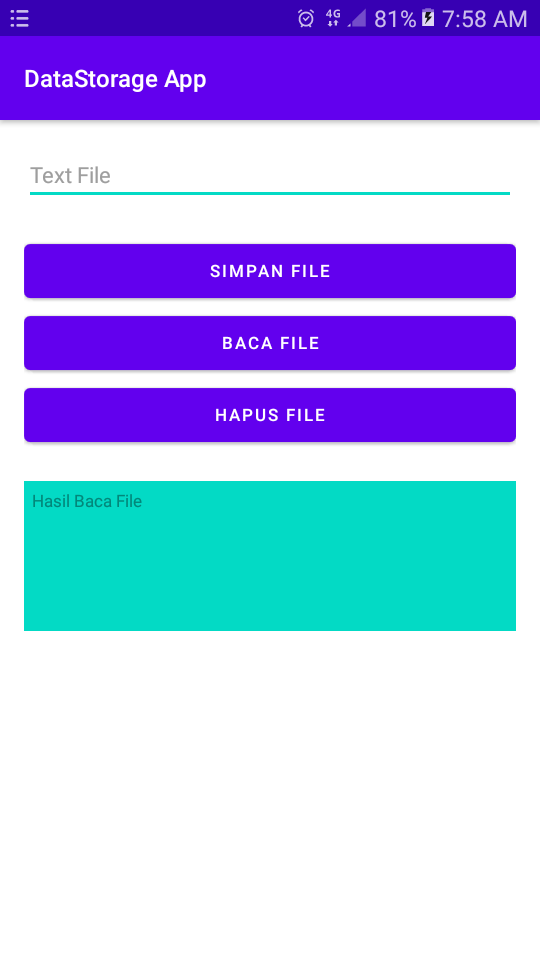 4G 81% 7:58 AM
DataStorage App
Text File
SIMPAN FILE
BACA FILE
HAPUS FILE
Hasil Baca File